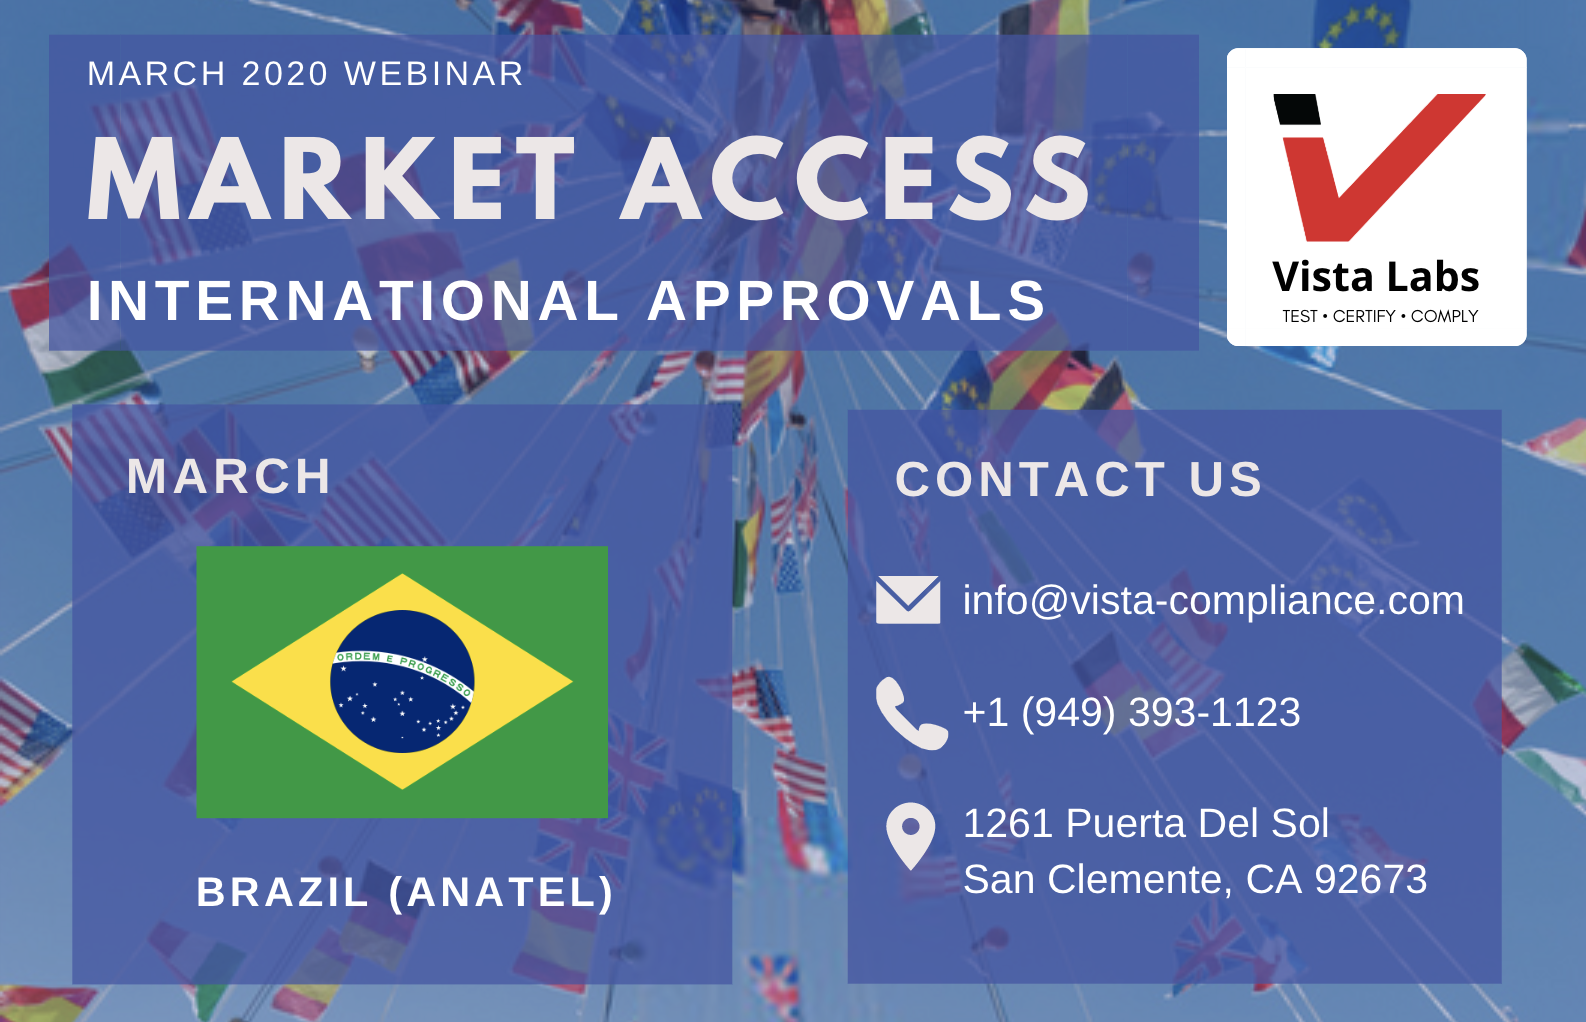 MARCH 2020 WEBINAR
MARKET ACCESS
INTERNATIONAL APPROVALS
Vista Labs
TEST • CERTIFY • COMPLY
MARCH
ORDEM E PROGRESSO
BRAZIL (ANATEL)
CONTACT US
info@vista-compliance.com
+1 (949) 393-1123
1261 Puerta Del Sol
San Clemente, CA 92673